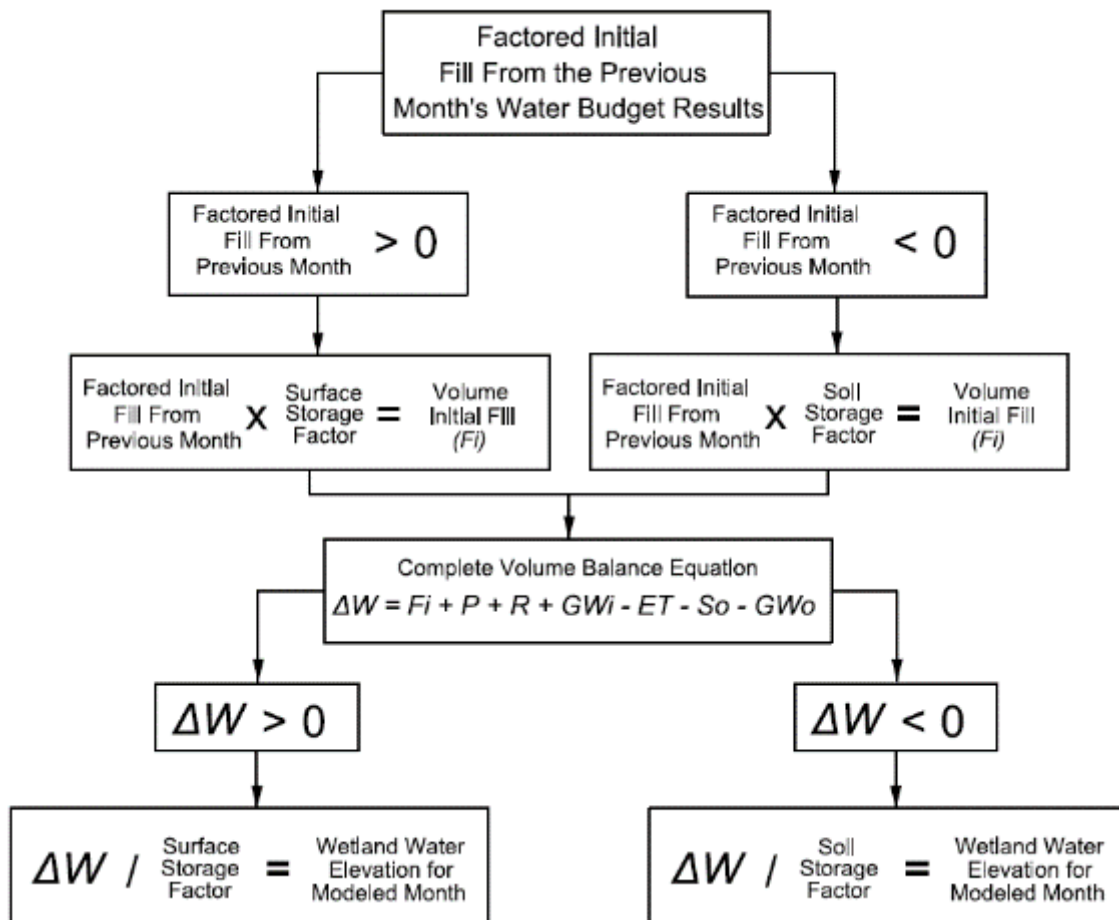 Factored Initial
Fill From the Previous
Month's Water Budget Results
Factored Initial
Fill From
Previous Month
> 0
Factored Initial
Fill From
Previous Month
< 0
Factored Initial
Fill From
Previous Month
X
Surface
Storage
Factor
=
Volume
Initial Fill
(Fi)
Factored Initial
Fill From
Previous Month
X
Soil
Storage
Factor
=
Volume
Initial Fill
(Fi)
Complete Volume Balance Equation
ΔW = Fi + P + R + GWi - ET - So - GWo
ΔW > 0
ΔW < 0
ΔW /
Surface
Storage
Factor
=
Wetland Water
Elevation for
Modeled Month
ΔW /
Soil
Storage
Factor
=
Wetland Water
Elevation for
Modeled Month